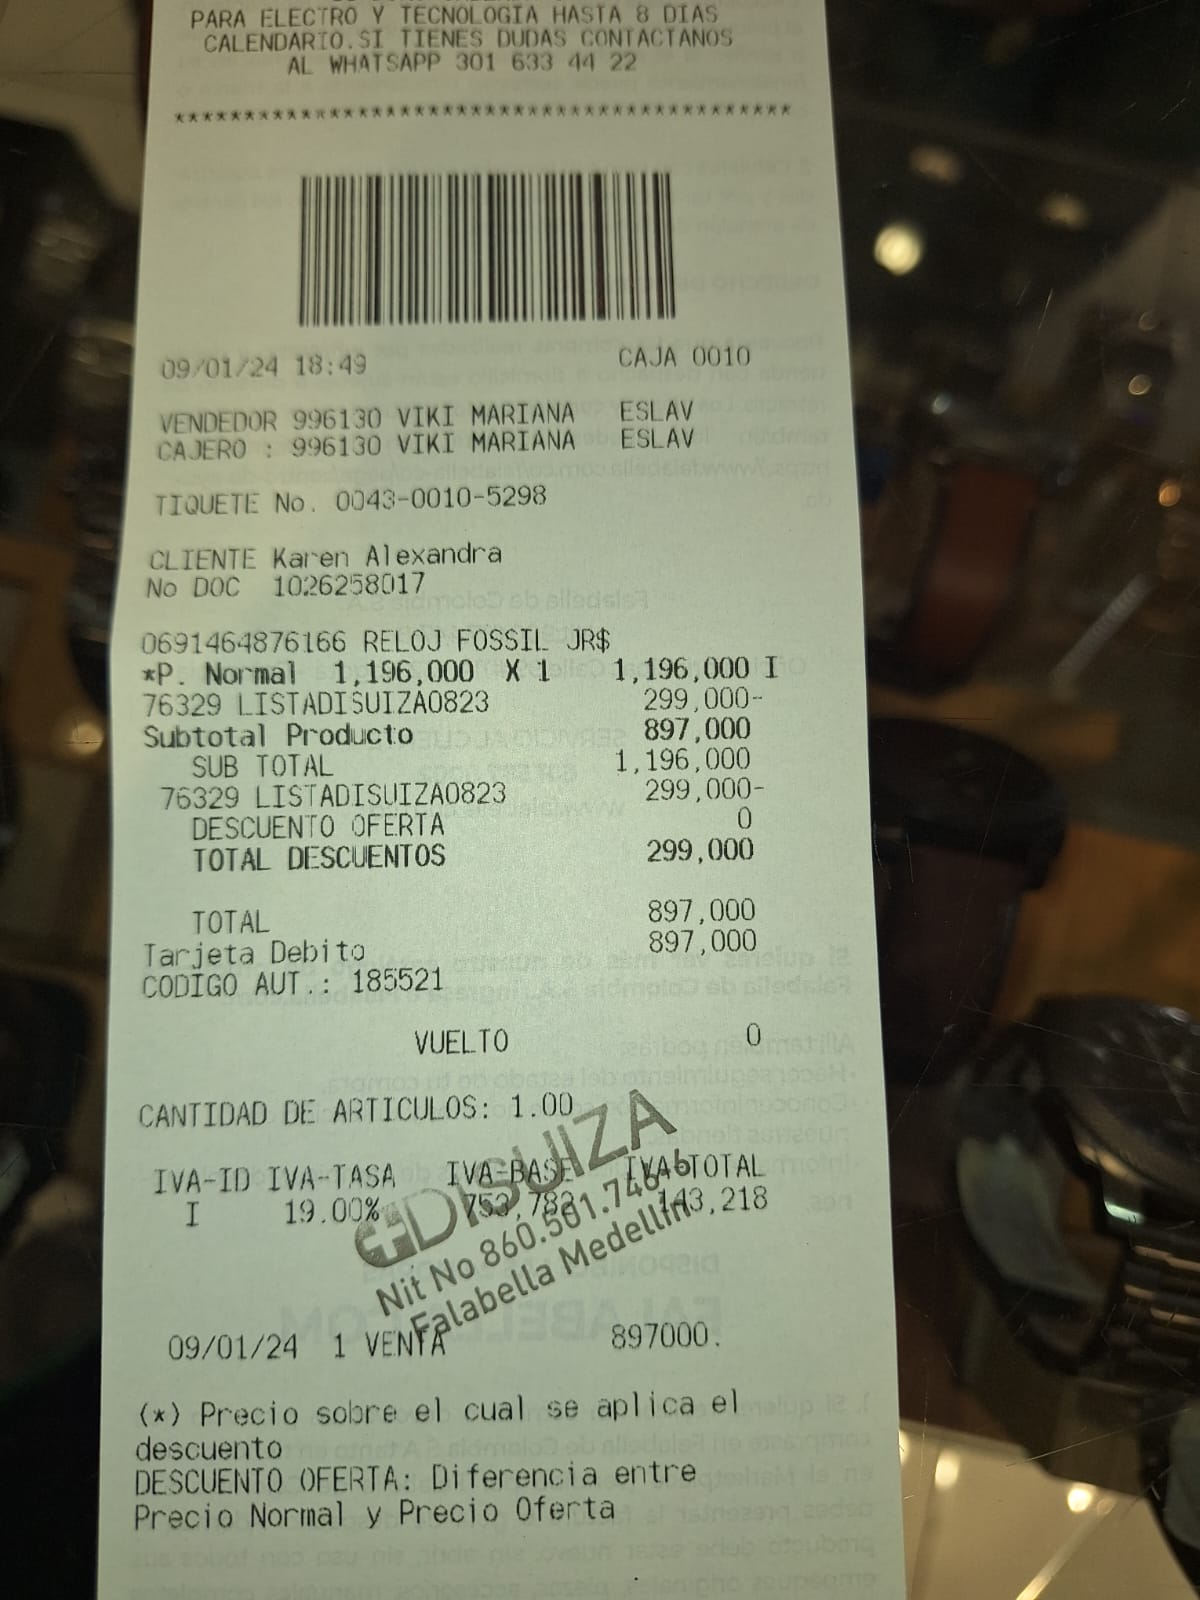 PARA ELECTRO Y TECNOLOGIA HASTA 8 DIAS
CALENDARIO.SI TIENES DUDAS CONTACTANOS
AL WHATSAPP 301 633 44 22
*********************************************
09/01/24 18:49 CAJA 0010
VENDEDOR 996130 VIKI MARIANA ESLAV
CAJERO : 996130 VIKI MARIANA ESLAV
TIQUETE No. 0043-0010-5298
CLIENTE Karen Alexandra
No DOC 1026258017
0691464876166 RELOJ FOSSIL JR$
*P. Normal 1,196,000 X 1 1,196,000 I
76329 LISTADISUIZA0823 299,000-
Subtotal Producto 897,000
SUB TOTAL 1,196,000
76329 LISTADISUIZA0823 299,000-
DESCUENTO OFERTA 0
TOTAL DESCUENTOS 299,000
TOTAL 897,000
Tarjeta Debito 897,000
CODIGO AUT.: 185521
VUELTO 0
CANTIDAD DE ARTICULOS: 1.00
IVA-ID IVA-TASA IVA-BASE IVA-TOTAL
I 19.00% 753,782 143,218
DISUIZA
Nit No 860.501.746-6
Falabella Medellin
09/01/24 1 VENTA 897000.
(*) Precio sobre el cual se aplica el
descuento
DESCUENTO OFERTA: Diferencia entre
Precio Normal y Precio Oferta